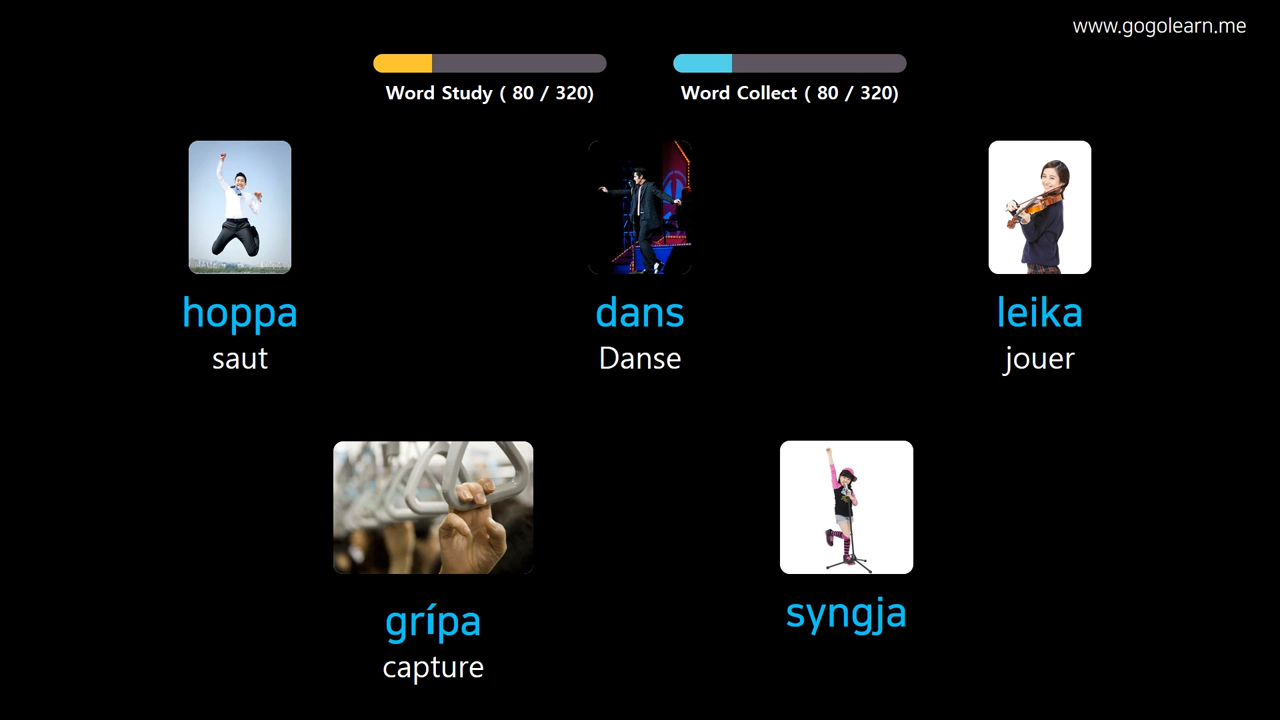 www.gogolearn.me
Word Study ( 80 / 320)
Word Collect ( 80 / 320)
hoppa
saut
dans
Danse
leika
jouer
grípa
capture
syngja